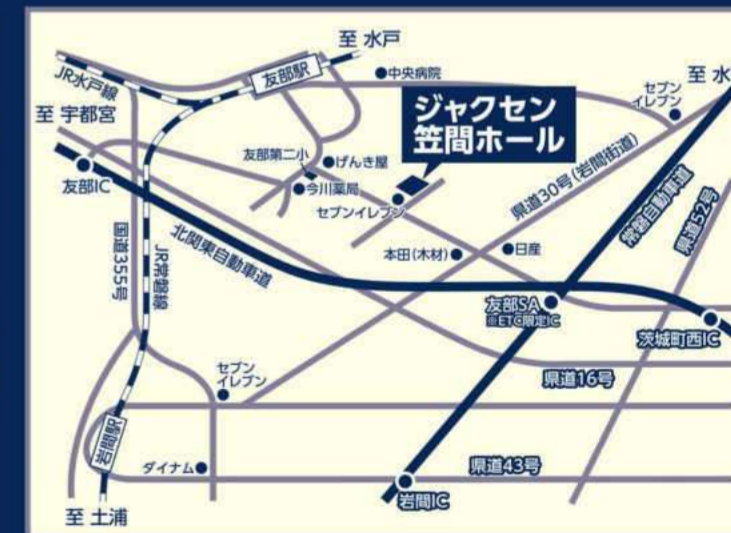 至 水戸
JR水戸線
友部駅
中央病院
至 水
セブン
イレブン
至 宇都宮
ジャクセン
笠間ホール
友部第二小
げんき屋
友部IC
今川薬局
セブンイレブン
県道30号(岩間街道)
常磐自動車道
県道52号
国道355号
JR常磐線
北関東自動車道
本田(木材)
日産
友部SA
※ETC限定IC
茨城町西IC
セブン
イレブン
県道16号
岩間駅
ダイナム
県道43号
岩間IC
至 土浦